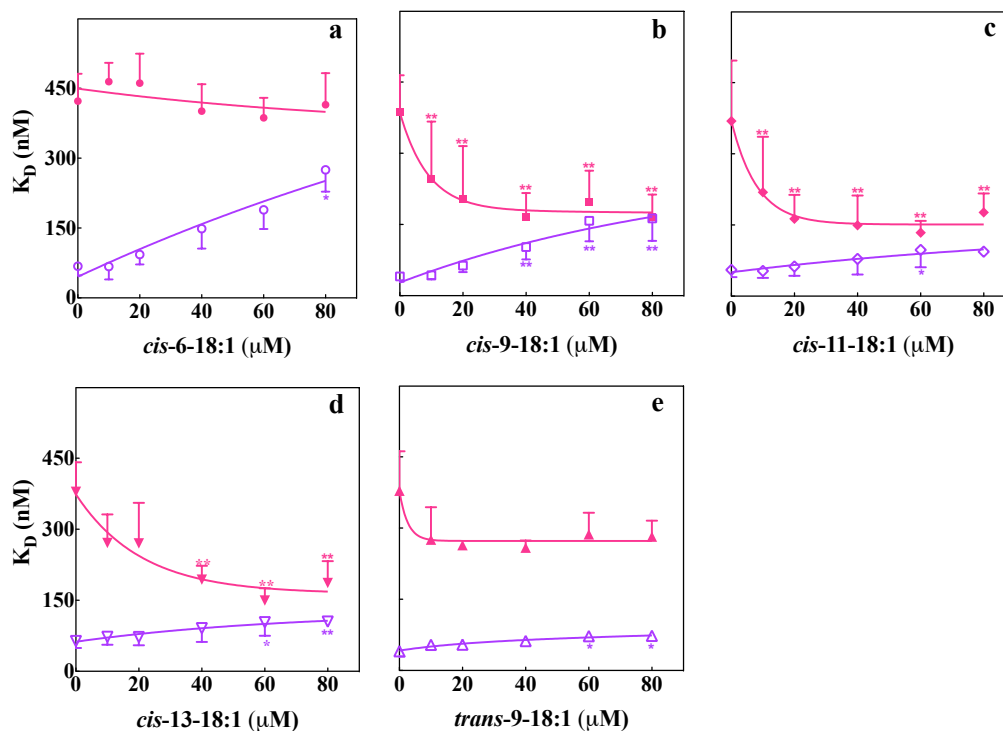 a
b
c
450
300
150
0
K_D (nM)
**
**
**
**
**
**
**
**
**
**
**
**
**
**
*
*
0 20 40 60 80
0 20 40 60 80
0 20 40 60 80
cis-6-18:1 (μM)
cis-9-18:1 (μM)
cis-11-18:1 (μM)
d
e
450
300
150
0
K_D (nM)
**
**
**
*
**
*
*
0 20 40 60 80
0 20 40 60 80
cis-13-18:1 (μM)
trans-9-18:1 (μM)